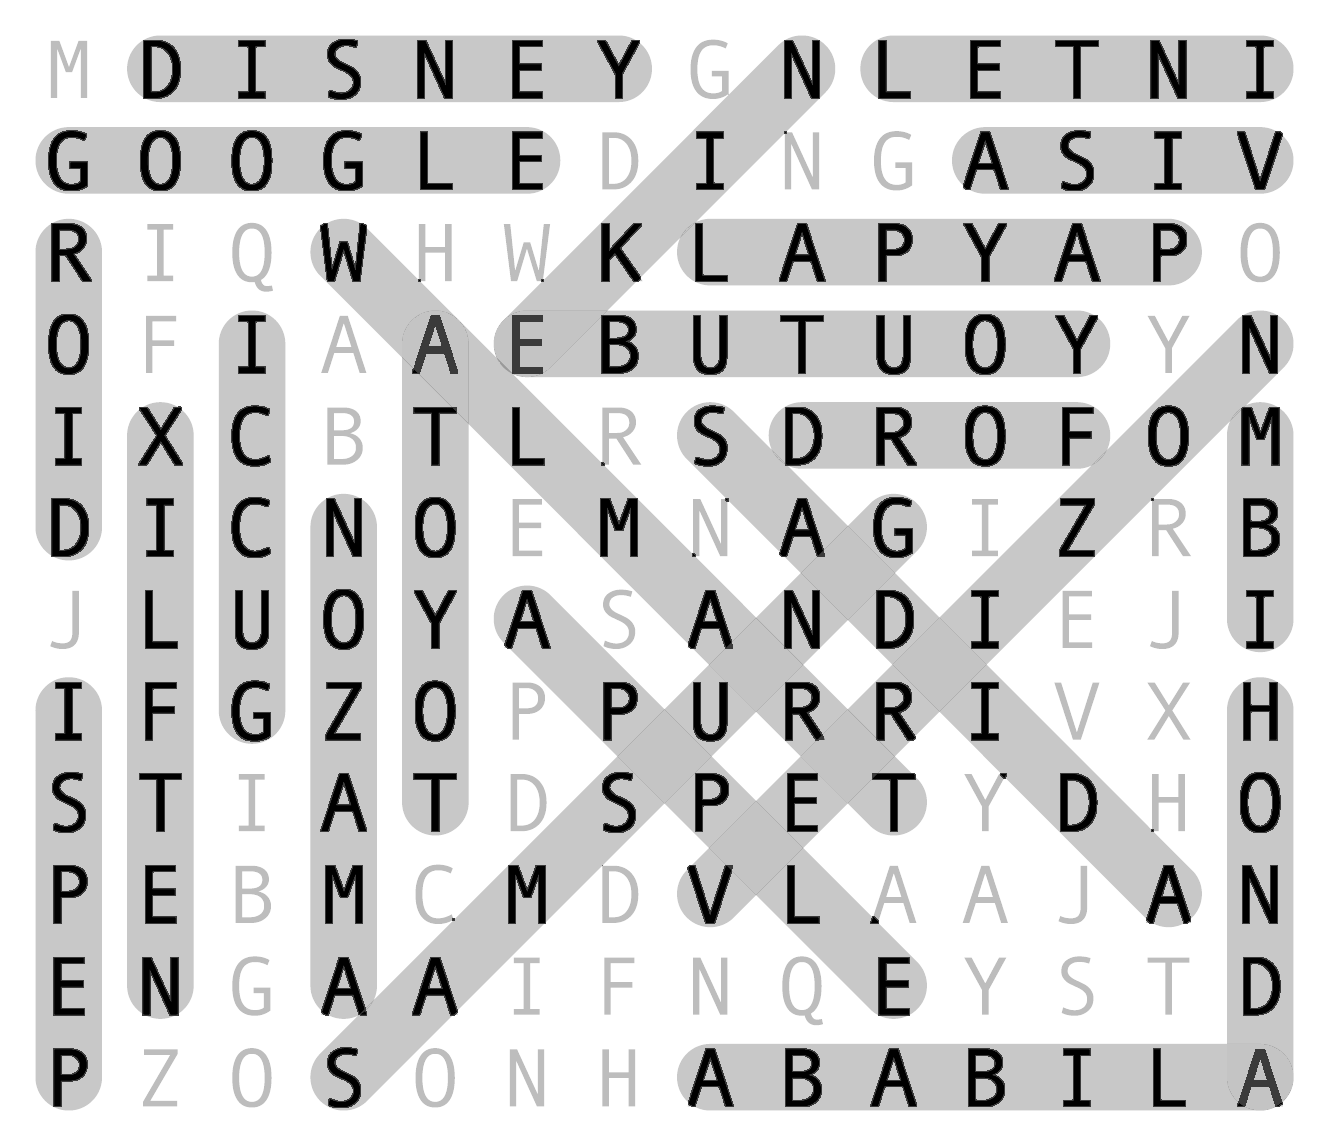 M D I S N E Y G N L E T N I
G O O G L E D I N G A S I V
R I Q W H W K L A P Y A P O
O F I A A E B U T U O Y Y N
I X C B T L R S D R O F O M
D I C N O E M N A G I Z R B
J L U O Y A S A N D I E J I
I F G Z O P P U R R I V X H
S T I A T D S P E T Y D H O
P E B M C M D V L A A J A N
E N G A A I F N Q E Y S T D
P Z O S O N H A B A B I L A